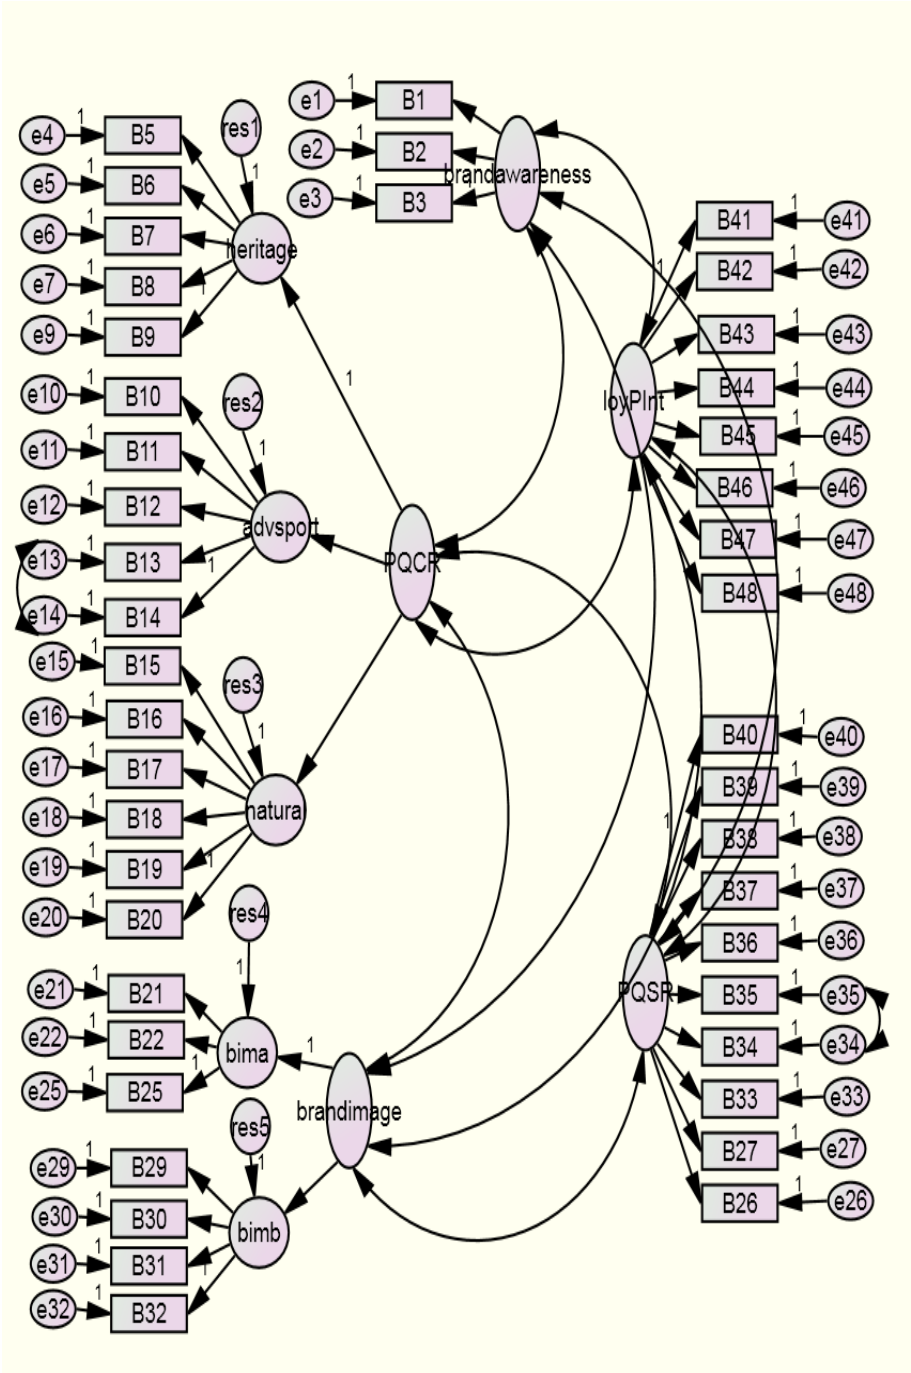 e1 1 B1
e2 1 B2
e3 1 B3
brandawareness
1
e4 1 B5
e5 1 B6
e6 1 B7
e7 1 B8
e9 1 B9
res1
1
heritage
1
1
e10 1 B10
e11 1 B11
e12 1 B12
e13 1 B13
e14 1 B14
res2
1
advsport
1
PQCR
e15 1 B15
e16 1 B16
e17 1 B17
e18 1 B18
e19 1 B19
e20 1 B20
res3
1
natural
1
e21 1 B21
e22 1 B22
e25 1 B25
res4
1
bima
1
brandimage
e29 1 B29
e30 1 B30
e31 1 B31
e32 1 B32
res5
1
bimb
1
loyPInt
1
B41 1 e41
B42 1 e42
B43 1 e43
B44 1 e44
B45 1 e45
B46 1 e46
B47 1 e47
B48 1 e48
B40 1 e40
B39 1 e39
B38 1 e38
B37 1 e37
B36 1 e36
B35 1 e35
B34 1 e34
B33 1 e33
B27 1 e27
B26 1 e26
1
PQSR